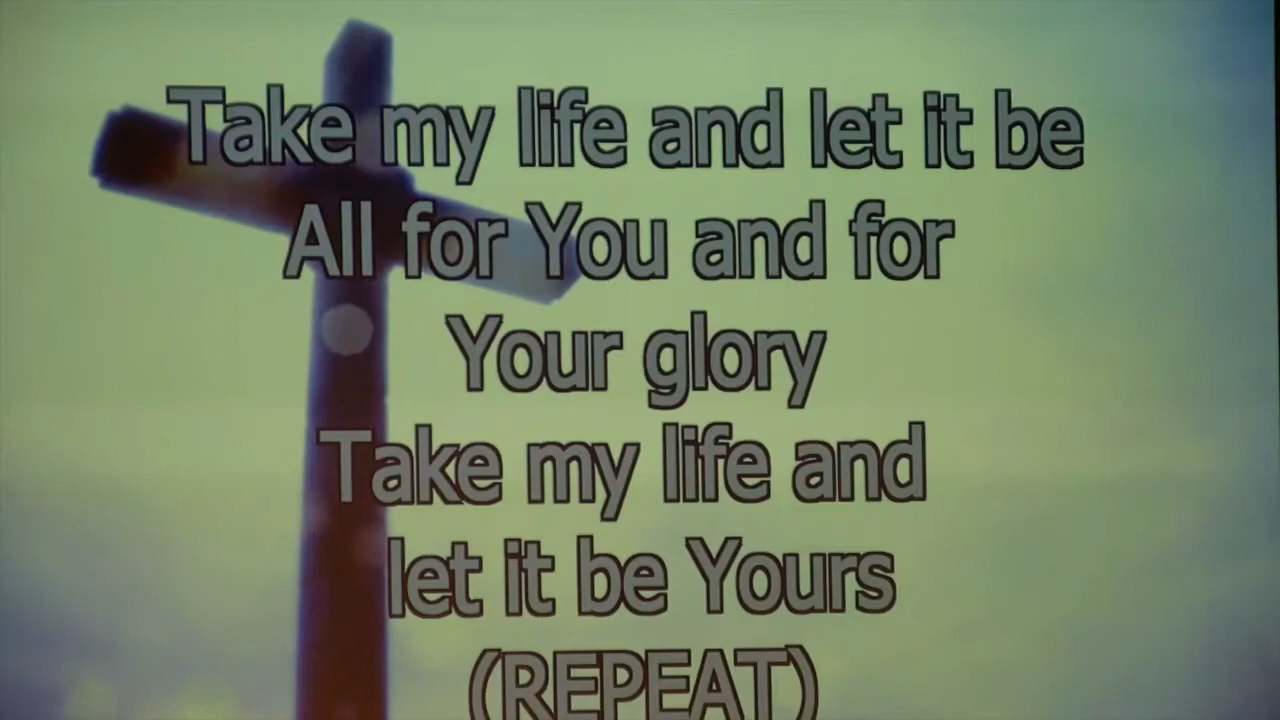 Take my life and let it be
All for You and for
Your glory
Take my life and
let it be Yours
(REPEAT)